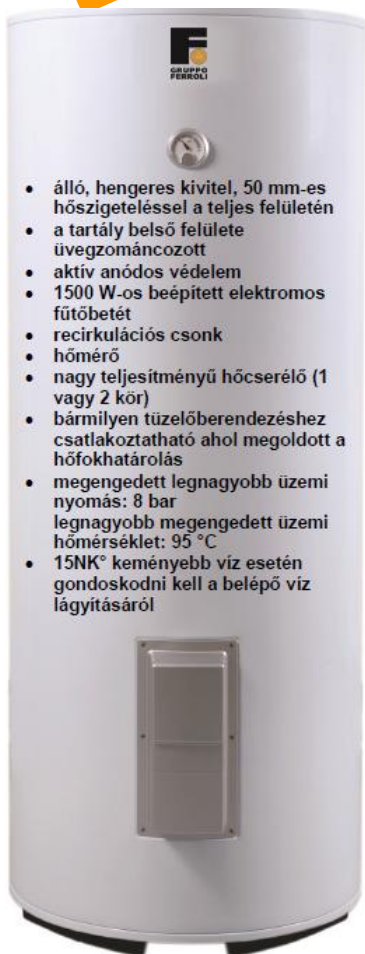 GRUPPO
FERROLI
• álló, hengeres kivitel, 50 mm-es
hőszigeteléssel a teljes felületén
• a tartály belső felülete
üvegzománcozott
• aktív anódos védelem
• 1500 W-os beépített elektromos
fűtőbetét
• recirkulációs csonk
• hőmérő
• nagy teljesítményű hőcserélő (1
vagy 2 kör)
• bármilyen tüzelőberendezéshez
csatlakoztatható ahol megoldott a
hőfokhatárolás
• megengedett legnagyobb üzemi
nyomás: 8 bar
legnagyobb megengedett üzemi
hőmérséklet: 95 °C
• 15NK° keményebb víz esetén
gondoskodni kell a belépő víz
lágyításáról